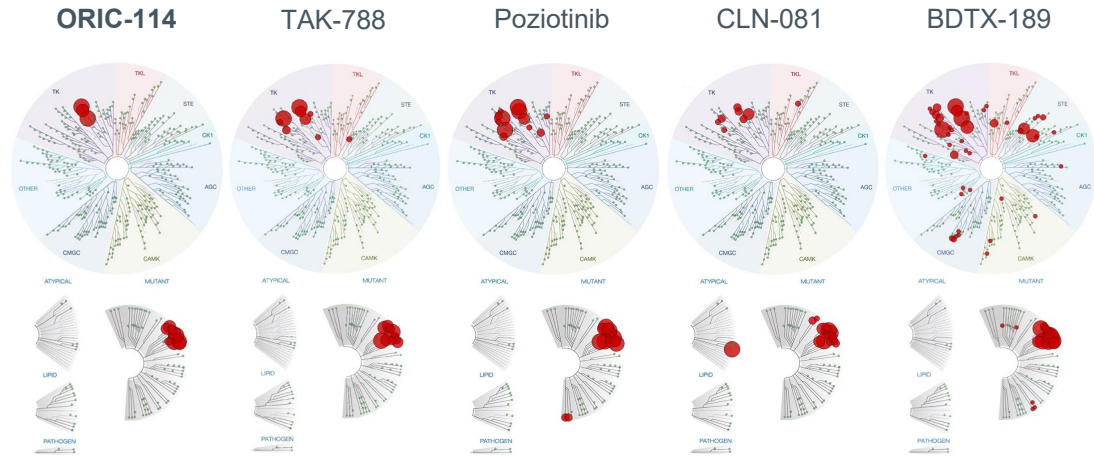 ORIC-114
TAK-788
Poziotinib
CLN-081
BDTX-189
TKL
TK
STE
CK1
OTHER
AGC
CMGC
CAMK
ATYPICAL
MUTANT
LIPID
PATHOGEN
TKL
TK
STE
CK1
OTHER
AGC
CMGC
CAMK
ATYPICAL
MUTANT
LIPID
PATHOGEN
TKL
TK
STE
CK1
OTHER
AGC
CMGC
CAMK
ATYPICAL
MUTANT
LIPID
PATHOGEN
TKL
TK
STE
CK1
OTHER
AGC
CMGC
CAMK
ATYPICAL
MUTANT
LIPID
PATHOGEN
TKL
TK
STE
CK1
OTHER
AGC
CMGC
CAMK
ATYPICAL
MUTANT
LIPID
PATHOGEN